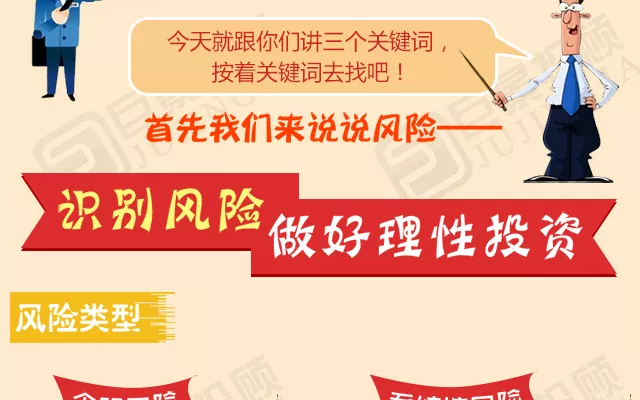 今天就跟你们讲三个关键词，
按着关键词去找吧！
首先我们来说说风险——
识别风险
做好理性投资
风险类型